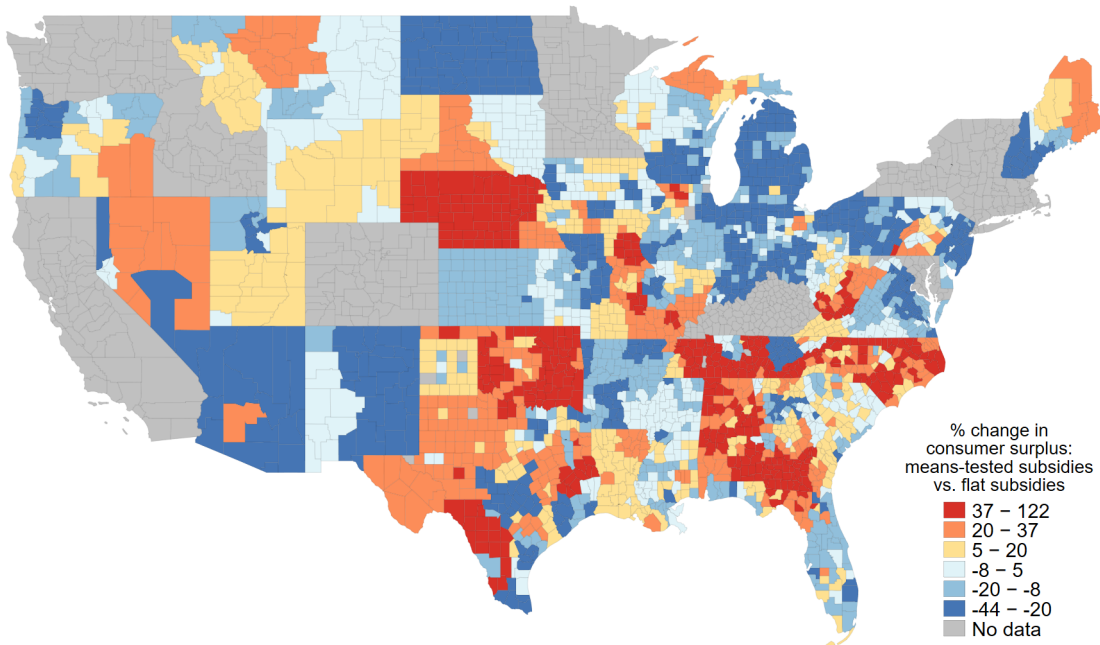 % change in
consumer surplus:
means-tested subsidies
vs. flat subsidies
37 − 122
20 − 37
5 − 20
-8 − 5
-20 − -8
-44 − -20
No data